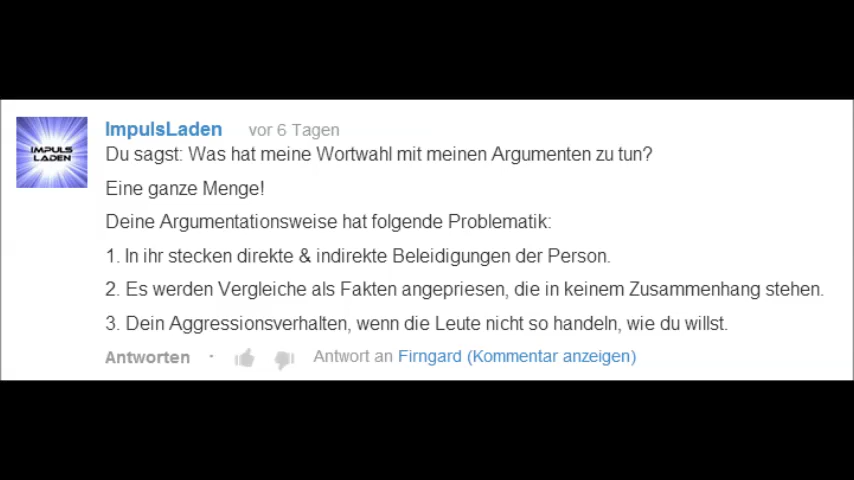 IMPULS
LADEN
ImpulsLaden vor 6 Tagen
Du sagst: Was hat meine Wortwahl mit meinen Argumenten zu tun?
Eine ganze Menge!
Deine Argumentationsweise hat folgende Problematik:
1. In ihr stecken direkte & indirekte Beleidigungen der Person.
2. Es werden Vergleiche als Fakten angepriesen, die in keinem Zusammenhang stehen.
3. Dein Aggressionsverhalten, wenn die Leute nicht so handeln, wie du willst.
Antworten · Antwort an Firngard (Kommentar anzeigen)